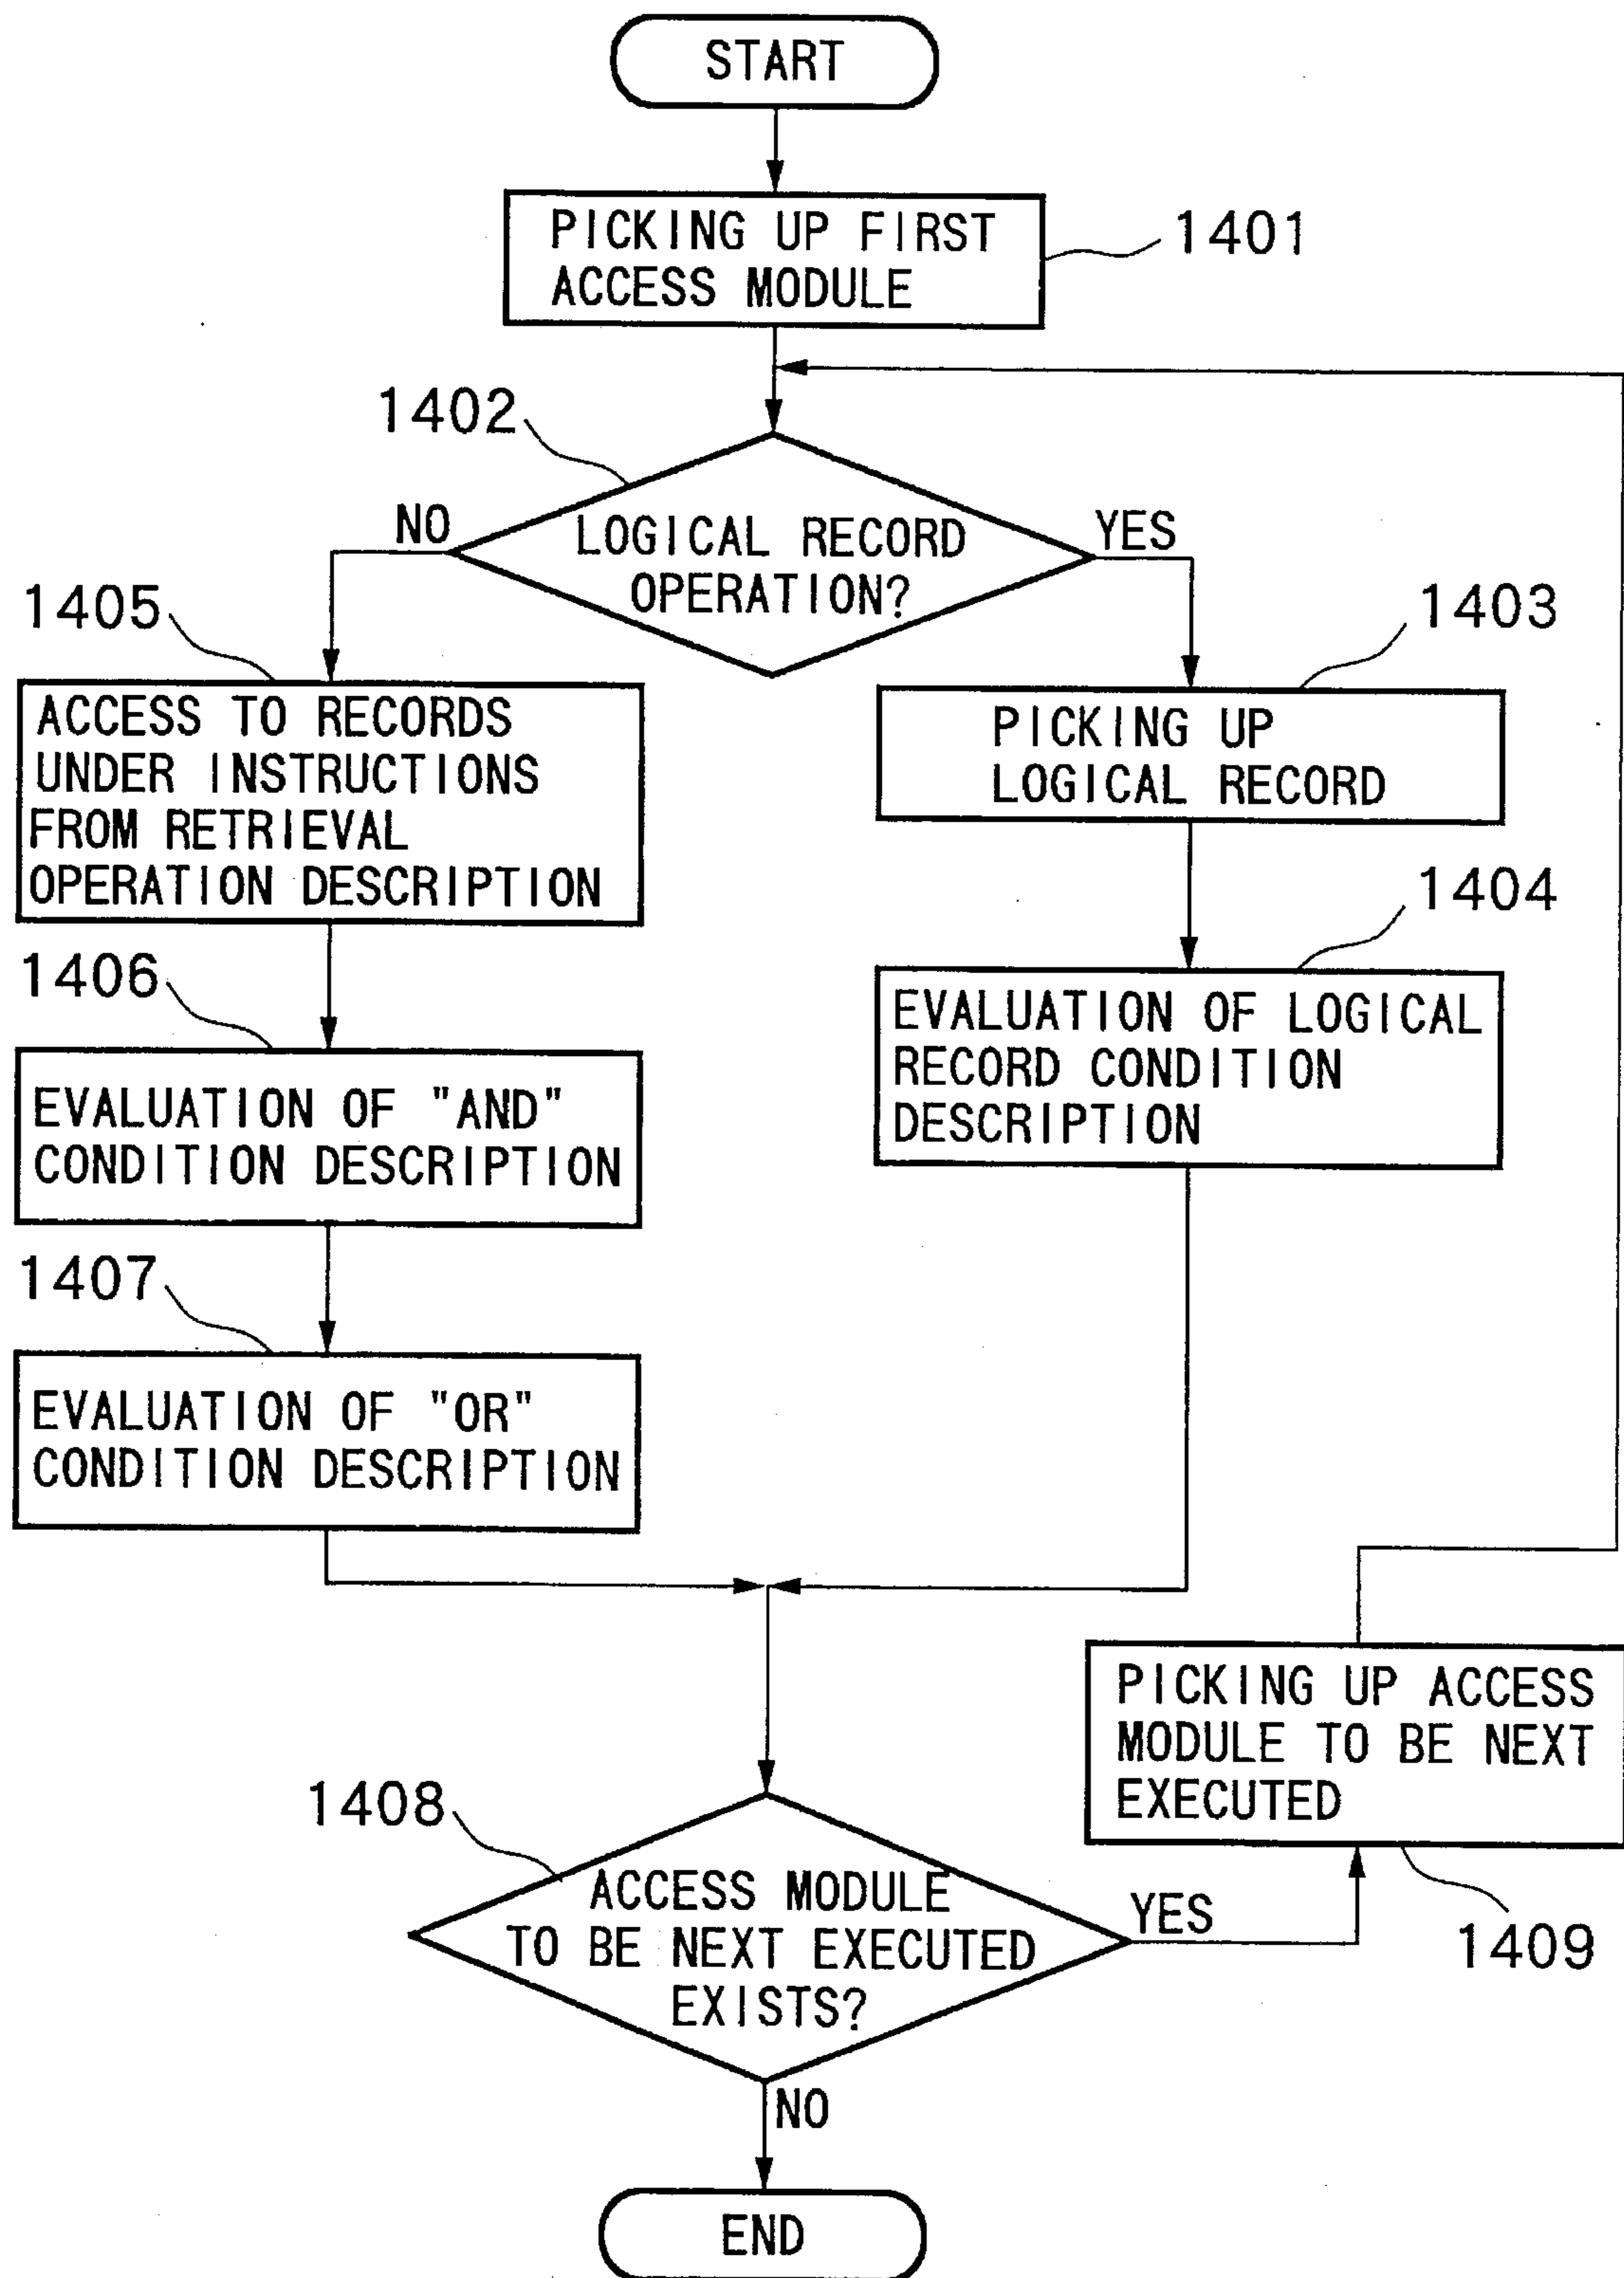 START
PICKING UP FIRST
ACCESS MODULE
1401
1402
LOGICAL RECORD
OPERATION?
NO
YES
1405
ACCESS TO RECORDS
UNDER INSTRUCTIONS
FROM RETRIEVAL
OPERATION DESCRIPTION
1403
PICKING UP
LOGICAL RECORD
1406
EVALUATION OF "AND"
CONDITION DESCRIPTION
1404
EVALUATION OF LOGICAL
RECORD CONDITION
DESCRIPTION
1407
EVALUATION OF "OR"
CONDITION DESCRIPTION
1408
ACCESS MODULE
TO BE NEXT EXECUTED
EXISTS?
YES
PICKING UP ACCESS
MODULE TO BE NEXT
EXECUTED
1409
NO
END